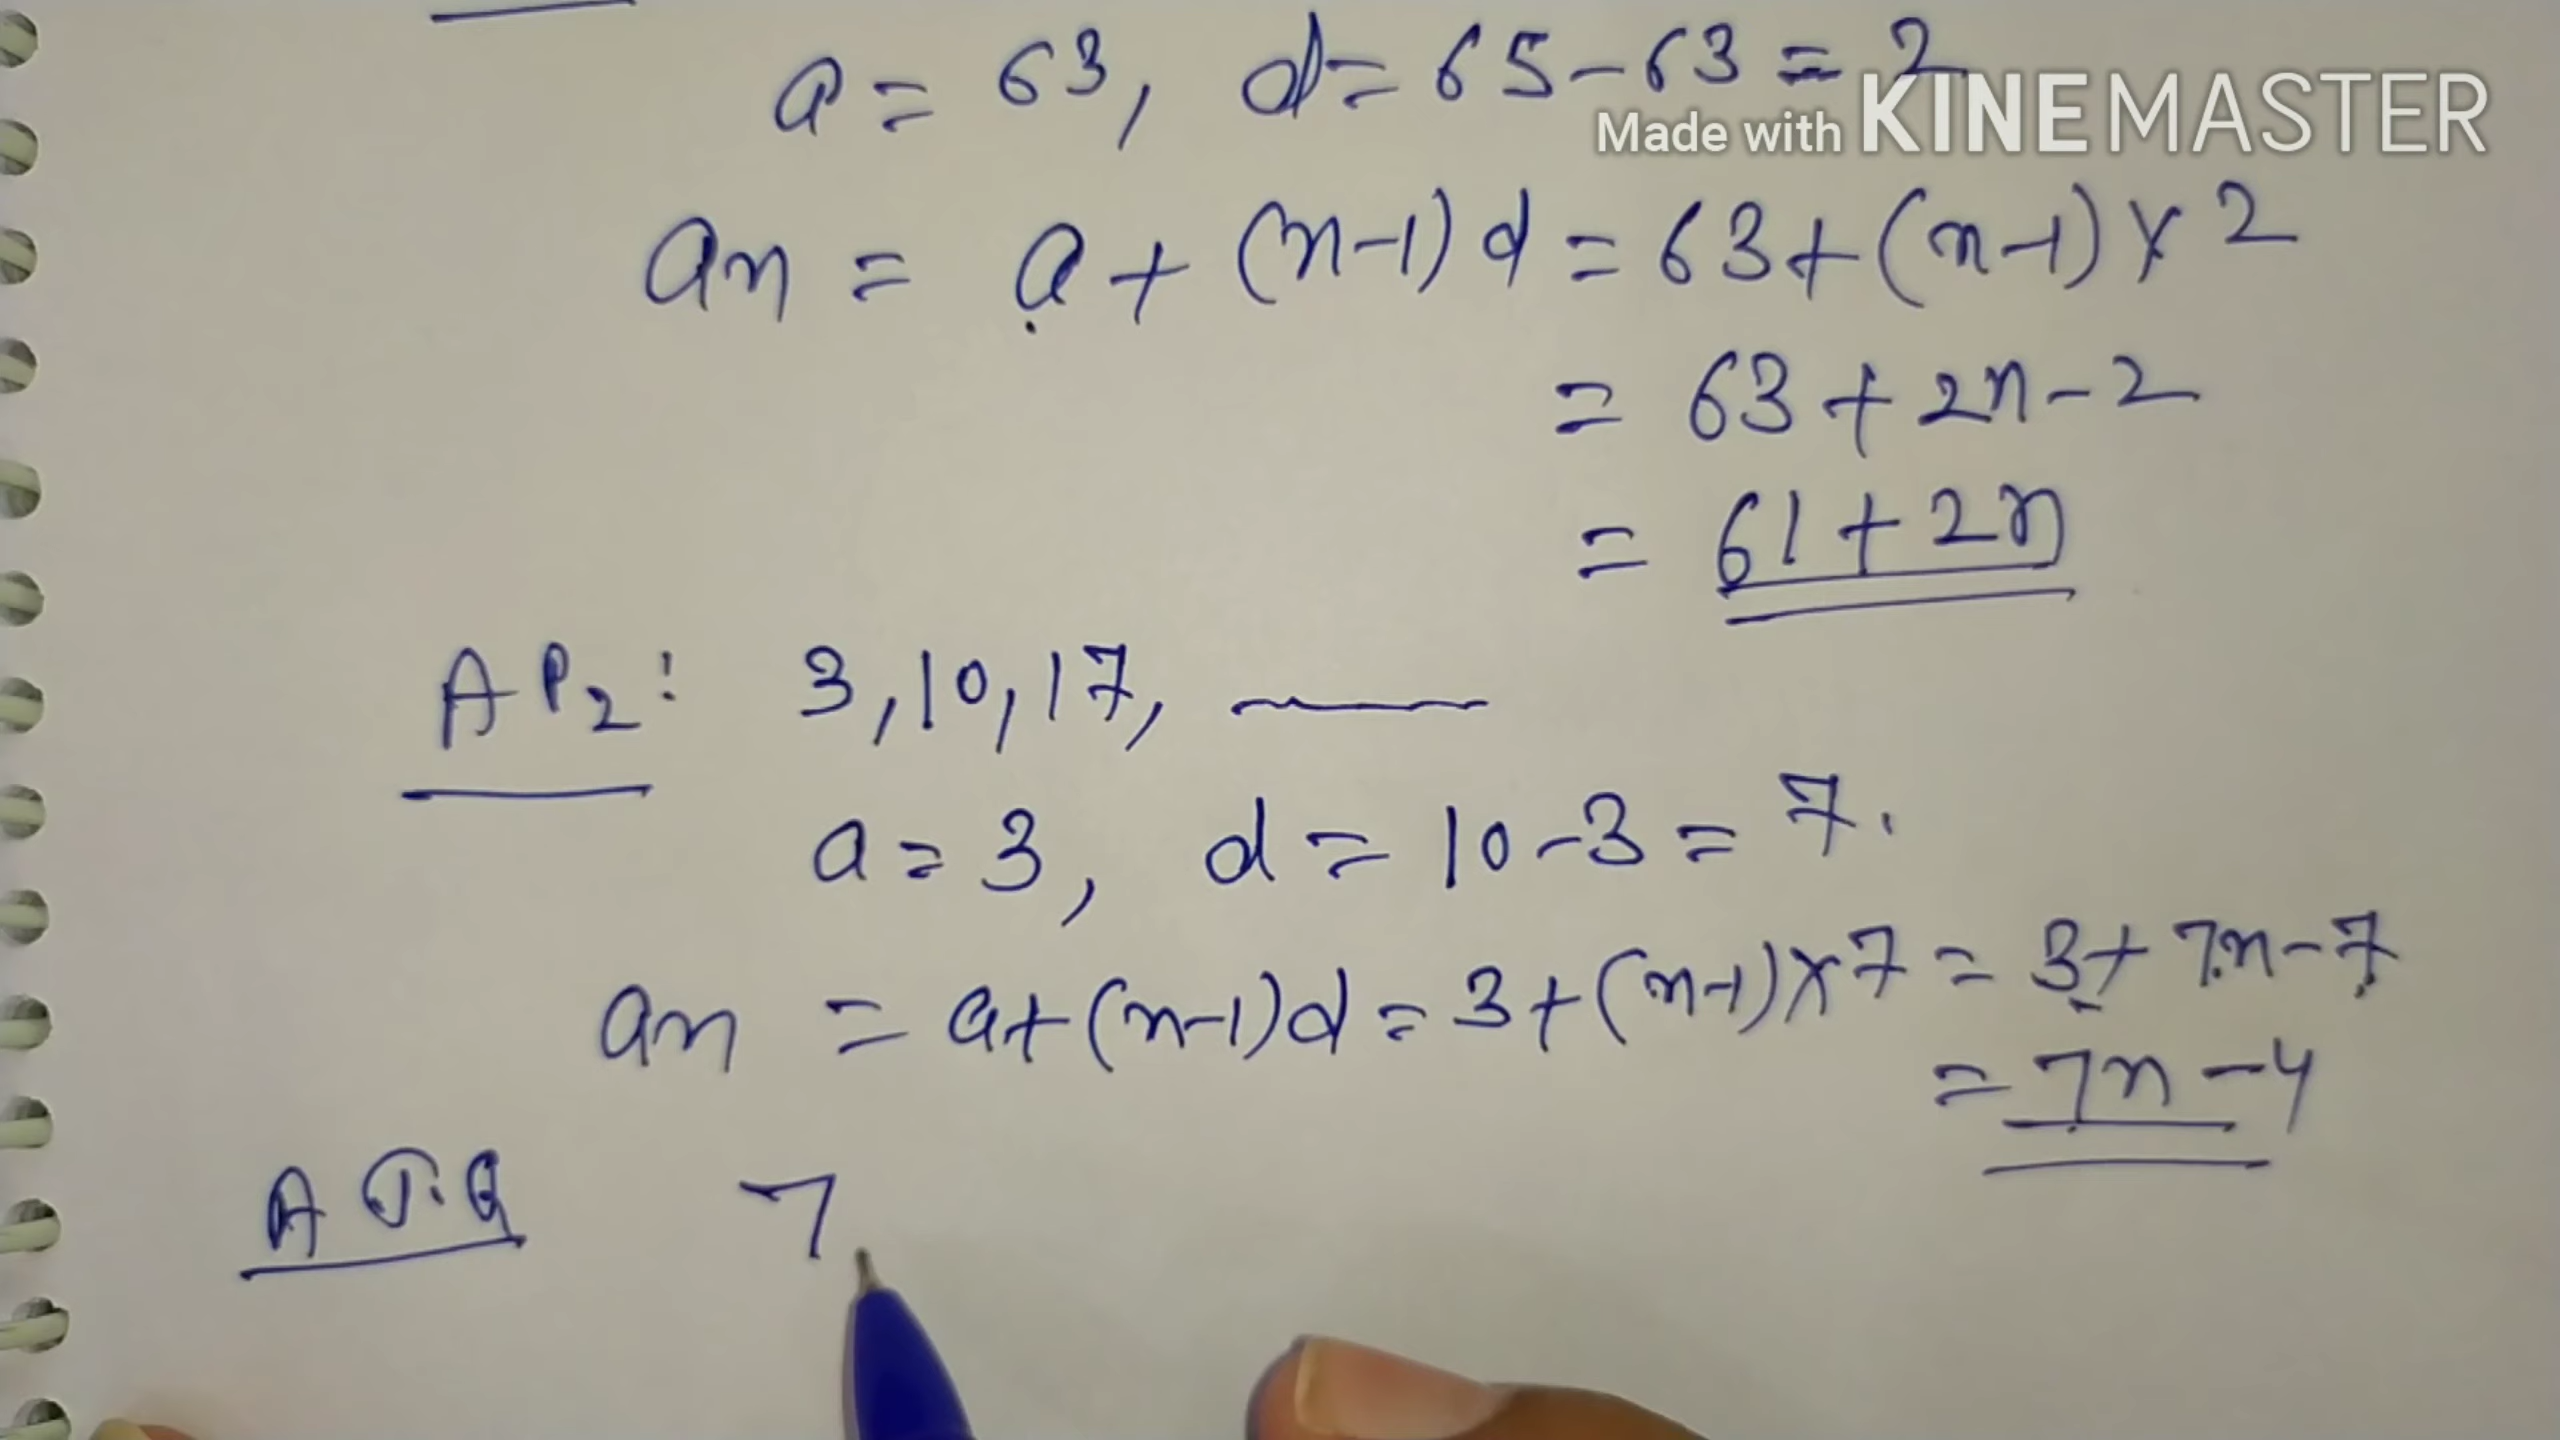 a = 63, d = 65 - 63 = 2
Made with KINEMASTER
an = a + (n-1) d = 63 + (n-1) x 2
= 63 + 2n - 2
= 61 + 2n
AP2: 3, 10, 17,
a = 3, d = 10 - 3 = 7.
an = a + (n-1)d = 3 + (n-1) x 7 = 3 + 7n - 7
= 7n - 4
A T.Q 7